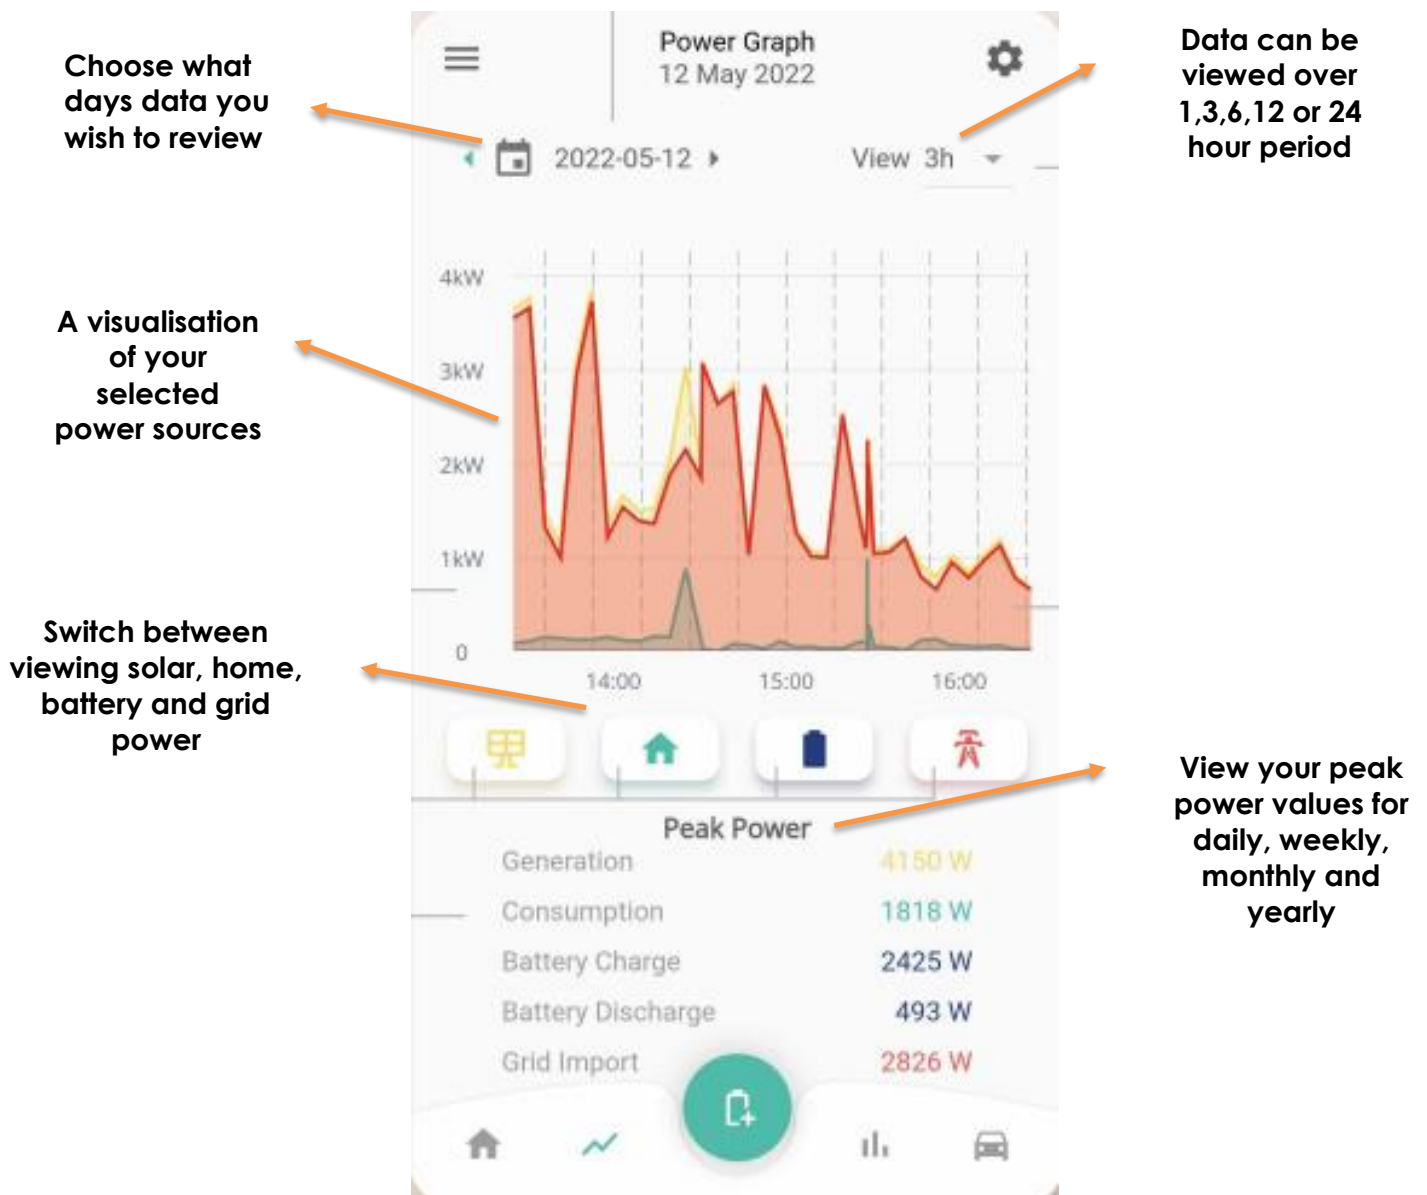 Choose what
days data you
wish to review
Power Graph
12 May 2022
Data can be
viewed over
1,3,6,12 or 24
hour period
2022-05-12
View 3h
A visualisation
of your
selected
power sources
4kW
3kW
2kW
1kW
0
14:00 15:00 16:00
Switch between
viewing solar, home,
battery and grid
power
View your peak
power values for
daily, weekly,
monthly and
yearly
Peak Power
Generation 4150 W
Consumption 1818 W
Battery Charge 2425 W
Battery Discharge 493 W
Grid Import 2826 W